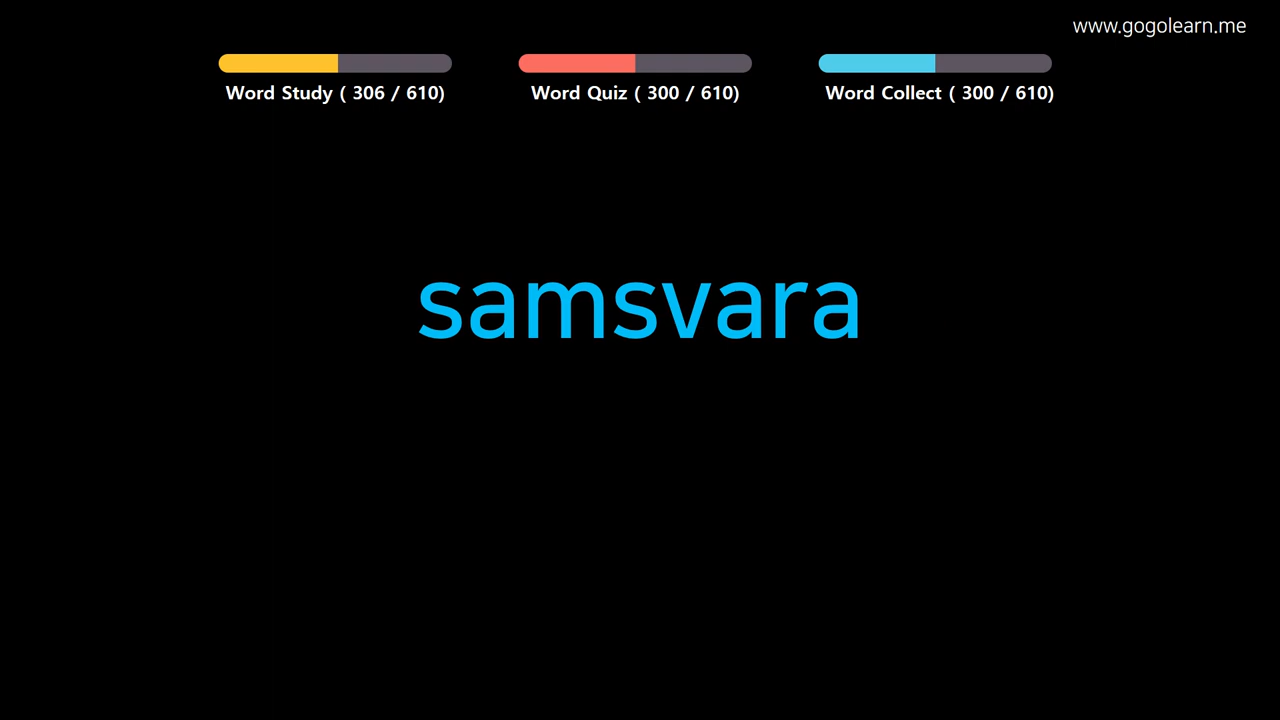 www.gogolearn.me
Word Study ( 306 / 610)
Word Quiz ( 300 / 610)
Word Collect ( 300 / 610)
samsvara